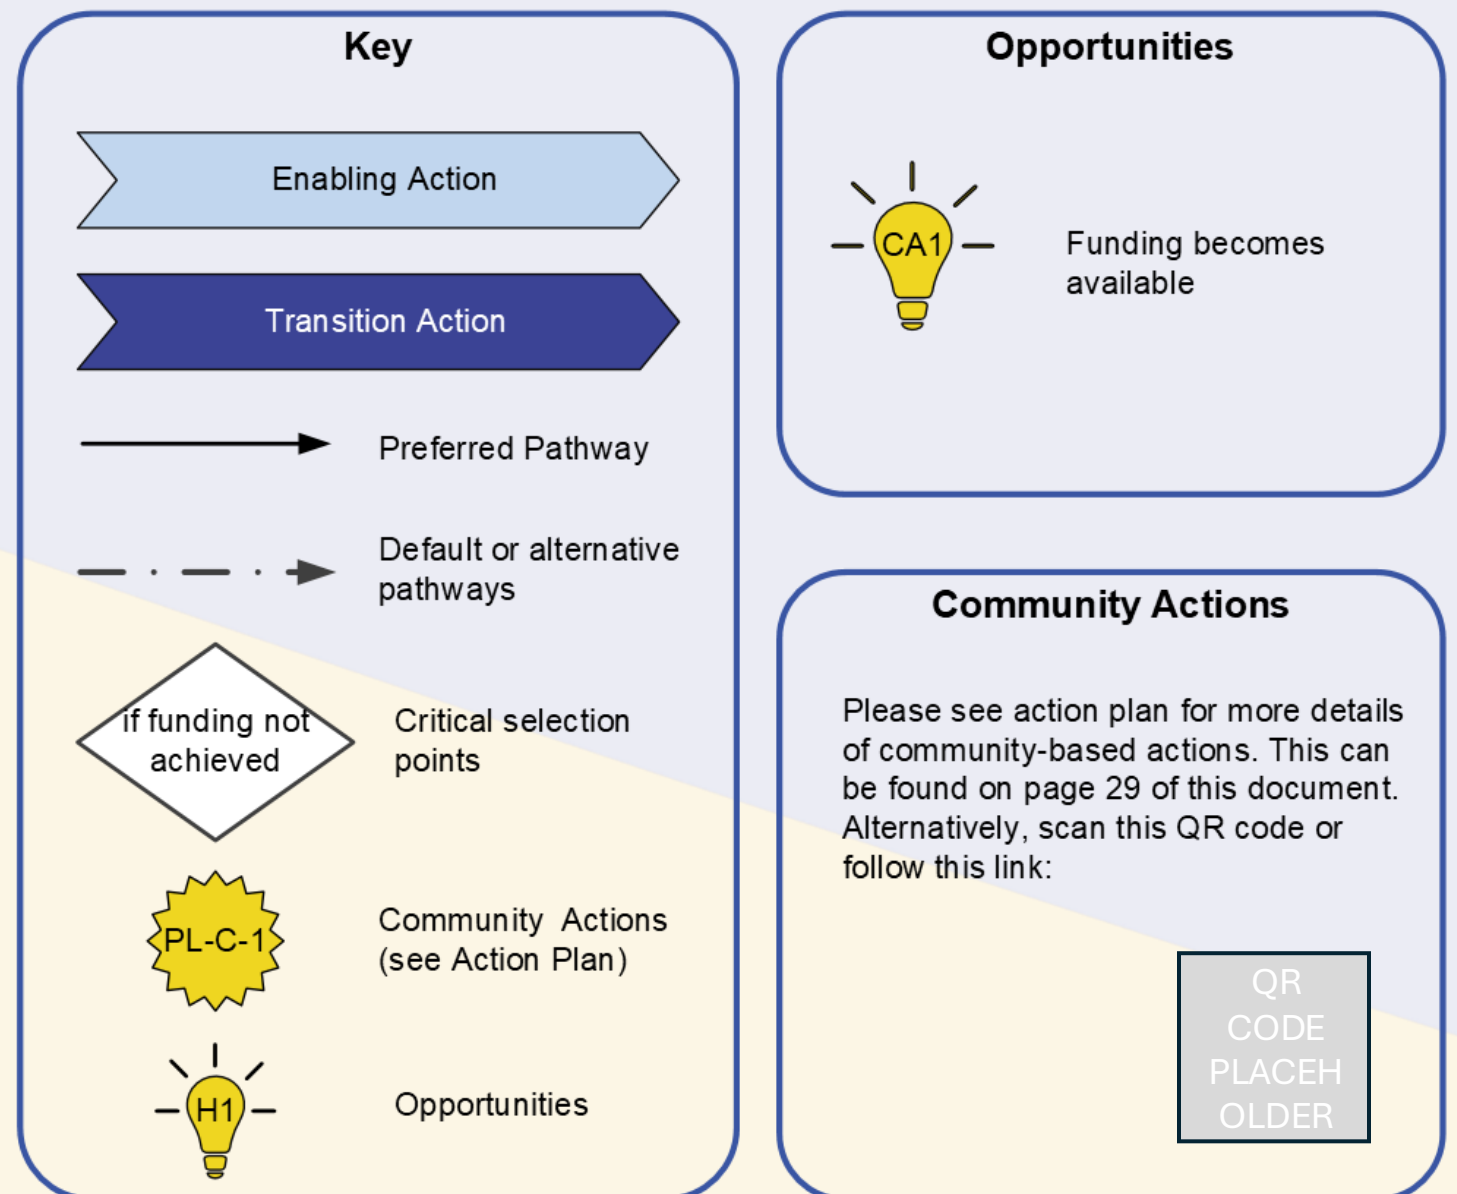 Key
Enabling Action
Transition Action
Preferred Pathway
Default or alternative
pathways
if funding not
achieved
Critical selection
points
PL-C-1
Community Actions
(see Action Plan)
H1
Opportunities
Opportunities
CA1
Funding becomes
available
Community Actions
Please see action plan for more details
of community-based actions. This can
be found on page 29 of this document.
Alternatively, scan this QR code or
follow this link:
QR
CODE
PLACEH
OLDER